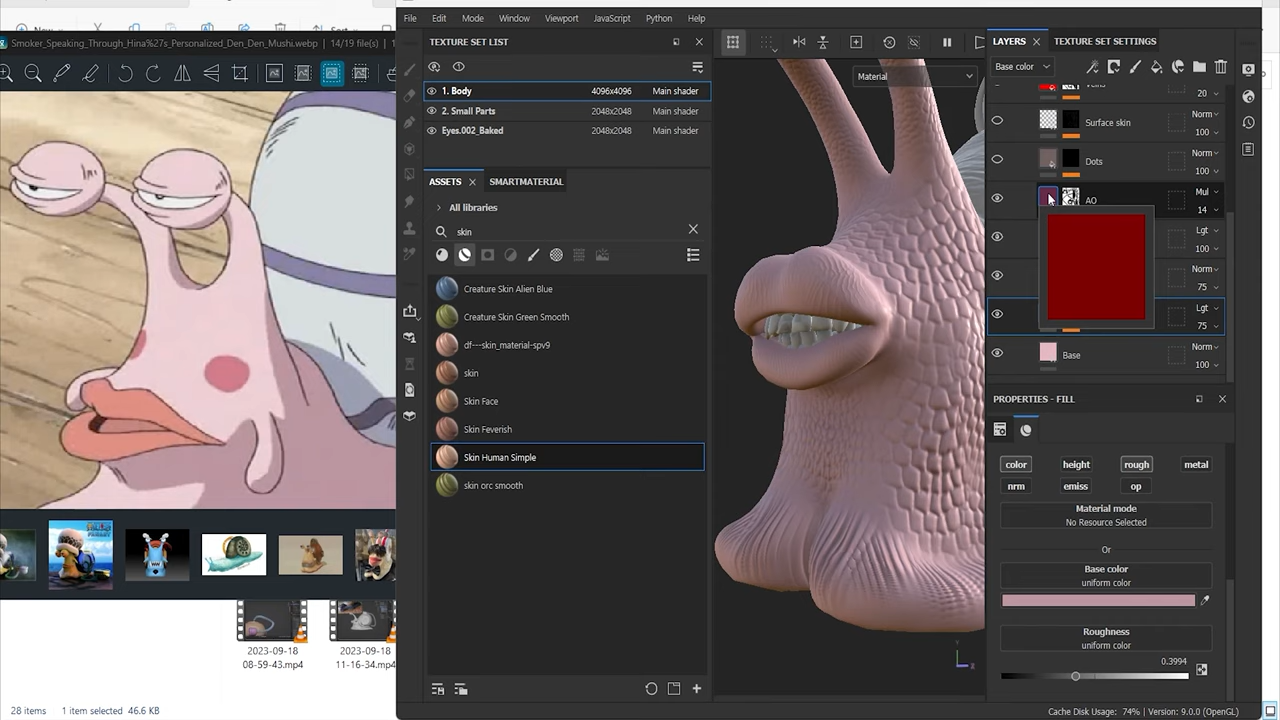 Smoker_Speaking_Through_Hina%27s_Personalized_Den_Den_Mushi.webp 14/19 file(s)
28 items 1 item selected 46.6 KB
2023-09-18
08-59-43.mp4
2023-09-18
11-16-34.mp4
File Edit Mode Window Viewport JavaScript Python Help
TEXTURE SET LIST
1. Body 4096x4096 Main shader
2. Small Parts 2048x2048 Main shader
Eyes.002_Baked 2048x2048 Main shader
ASSETS SMARTMATERIAL
All libraries
skin
Creature Skin Alien Blue
Creature Skin Green Smooth
df---skin_material-spv9
skin
Skin Face
Skin Feverish
Skin Human Simple
skin orc smooth
Material
Y
LAYERS TEXTURE SET SETTINGS
Base color
20
Surface skin Norm
100
Dots Norm
100
AO Mul
14
Lgt
100
Norm
75
Lgt
75
Base Norm
100
PROPERTIES - FILL
color height rough metal
nrm emiss op
Material mode
No Resource Selected
Or
Base color
uniform color
Roughness
uniform color
0.3994
Cache Disk Usage: 74% | Version: 9.0.0 (OpenGL)